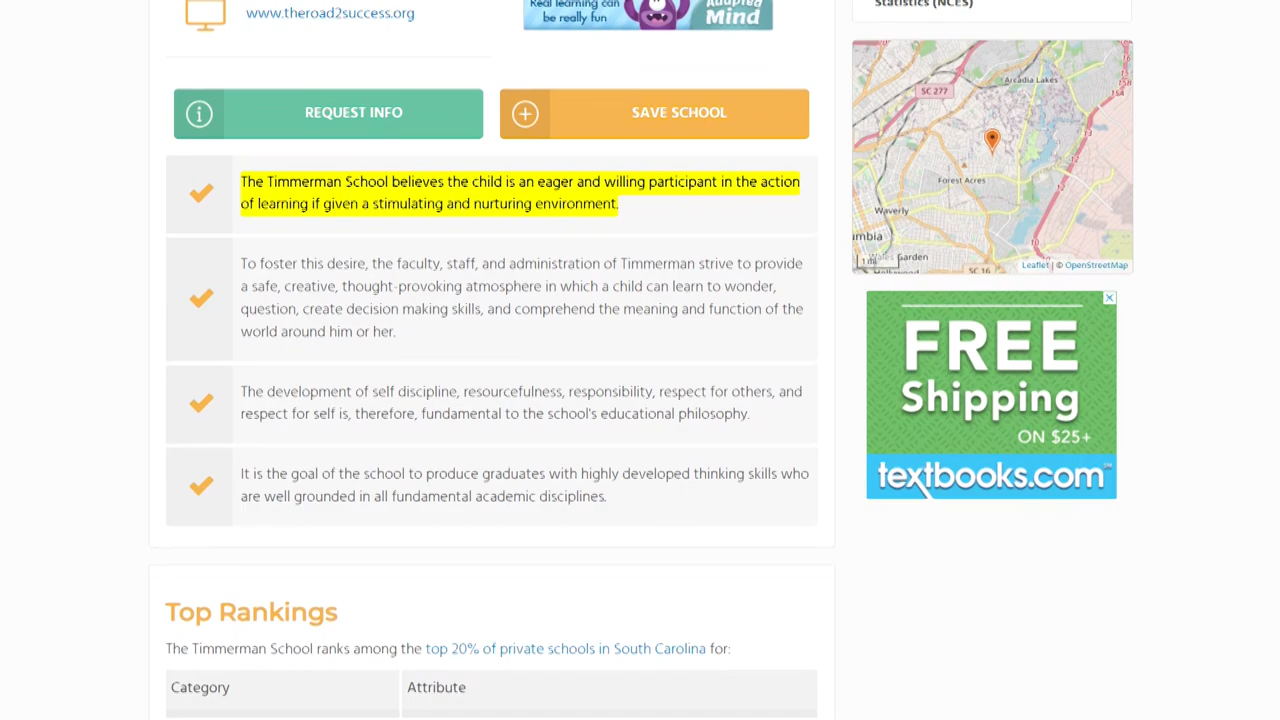 www.theroad2success.org
Real learning can
be really fun
Adapted
Mind
Statistics (NCES)
REQUEST INFO
SAVE SCHOOL
The Timmerman School believes the child is an eager and willing participant in the action
of learning if given a stimulating and nurturing environment.
To foster this desire, the faculty, staff, and administration of Timmerman strive to provide
a safe, creative, thought-provoking atmosphere in which a child can learn to wonder,
question, create decision making skills, and comprehend the meaning and function of the
world around him or her.
The development of self discipline, resourcefulness, responsibility, respect for others, and
respect for self is, therefore, fundamental to the school's educational philosophy.
It is the goal of the school to produce graduates with highly developed thinking skills who
are well grounded in all fundamental academic disciplines.
Arcadia Lakes
SC 277
158
154
12
Forest Acres
Waverly
mbia
Garden
10
1 mi
SC 16
Leaflet | © OpenStreetMap
FREE
Shipping
ON $25+
textbooks.com
Top Rankings
The Timmerman School ranks among the top 20% of private schools in South Carolina for:
Category
Attribute